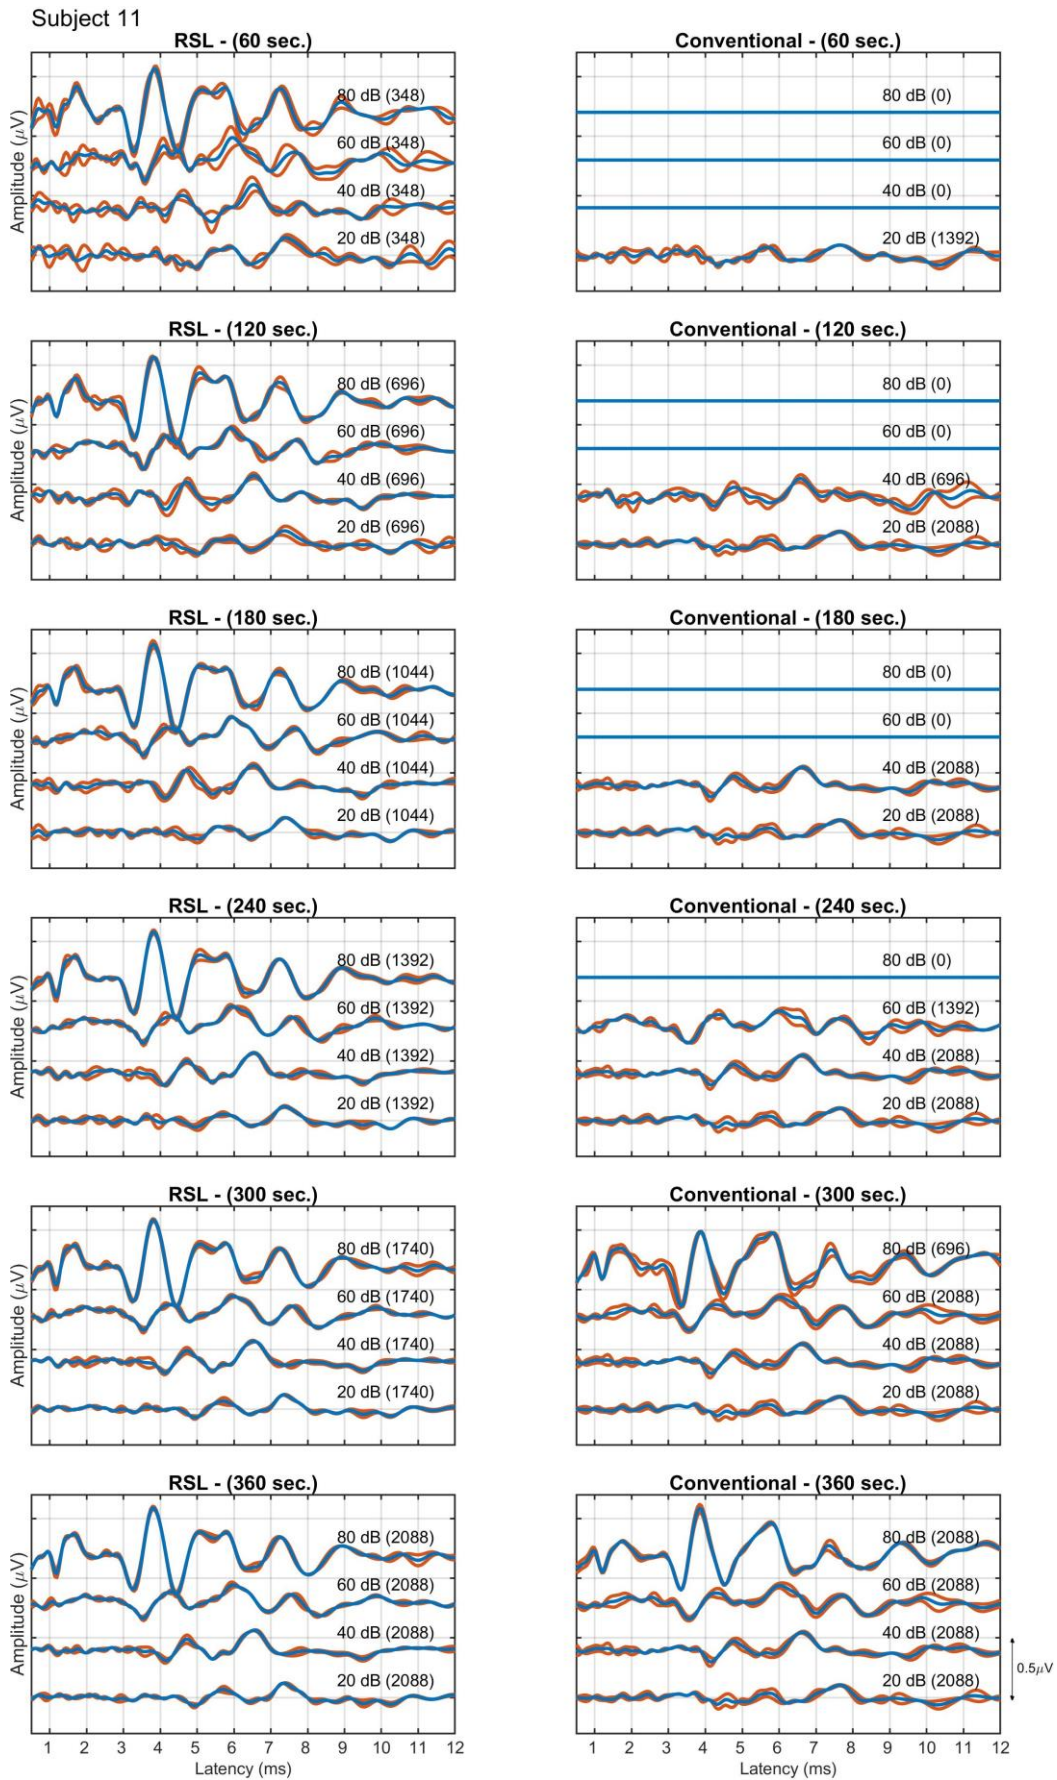 Subject 11
RSL - (60 sec.)
Amplitude (μV)
80 dB (348)
60 dB (348)
40 dB (348)
20 dB (348)
Conventional - (60 sec.)
80 dB (0)
60 dB (0)
40 dB (0)
20 dB (1392)
RSL - (120 sec.)
Amplitude (μV)
80 dB (696)
60 dB (696)
40 dB (696)
20 dB (696)
Conventional - (120 sec.)
80 dB (0)
60 dB (0)
40 dB (696)
20 dB (2088)
RSL - (180 sec.)
Amplitude (μV)
80 dB (1044)
60 dB (1044)
40 dB (1044)
20 dB (1044)
Conventional - (180 sec.)
80 dB (0)
60 dB (0)
40 dB (2088)
20 dB (2088)
RSL - (240 sec.)
Amplitude (μV)
80 dB (1392)
60 dB (1392)
40 dB (1392)
20 dB (1392)
Conventional - (240 sec.)
80 dB (0)
60 dB (1392)
40 dB (2088)
20 dB (2088)
RSL - (300 sec.)
Amplitude (μV)
80 dB (1740)
60 dB (1740)
40 dB (1740)
20 dB (1740)
Conventional - (300 sec.)
80 dB (696)
60 dB (2088)
40 dB (2088)
20 dB (2088)
RSL - (360 sec.)
Amplitude (μV)
80 dB (2088)
60 dB (2088)
40 dB (2088)
20 dB (2088)
1 2 3 4 5 6 7 8 9 10 11 12
Latency (ms)
Conventional - (360 sec.)
80 dB (2088)
60 dB (2088)
40 dB (2088)
20 dB (2088)
0.5μV
1 2 3 4 5 6 7 8 9 10 11 12
Latency (ms)